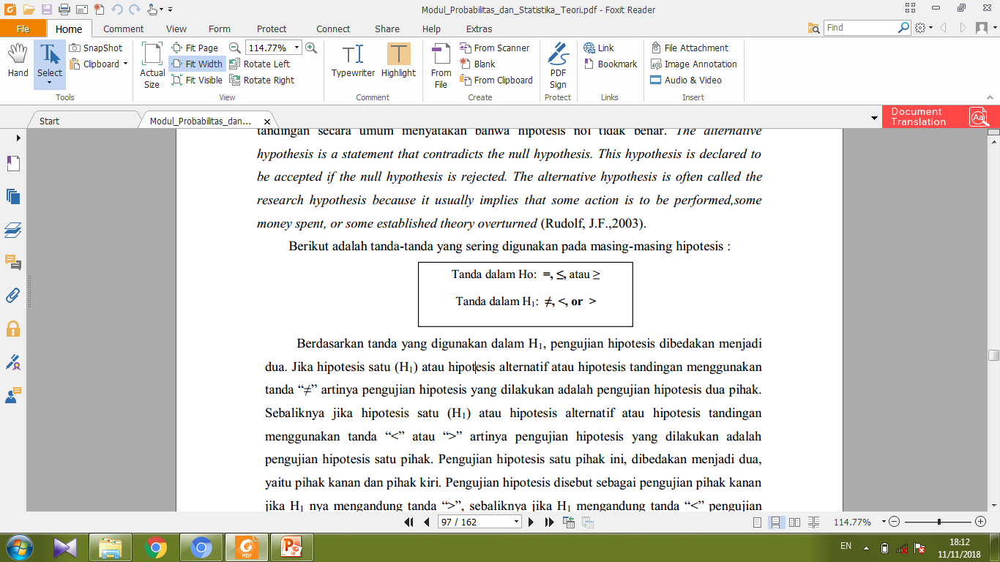 Modul_Probabilitas_dan_Statistika_Teori.pdf - Foxit Reader
File Home Comment View Form Protect Connect Share Help Extras Find
Hand
Select
SnapShot
Clipboard
Tools
Actual Size
Fit Page
Fit Width
Fit Visible
114.77%
Rotate Left
Rotate Right
View
Typewriter
Highlight
Comment
From File
From Scanner
Blank
From Clipboard
Create
PDF Sign
Protect
Link
Bookmark
Links
File Attachment
Image Annotation
Audio & Video
Insert
Start
Modul_Probabilitas_dan...
Document Translation
tandingan secara umum menyatakan bahwa hipotesis nol tidak benar. The alternative
hypothesis is a statement that contradicts the null hypothesis. This hypothesis is declared to
be accepted if the null hypothesis is rejected. The alternative hypothesis is often called the
research hypothesis because it usually implies that some action is to be performed,some
money spent, or some established theory overturned (Rudolf, J.F.,2003).
Berikut adalah tanda-tanda yang sering digunakan pada masing-masing hipotesis :
Tanda dalam Ho: =, ≤, atau ≥
Tanda dalam H1: ≠, <, or >
Berdasarkan tanda yang digunakan dalam H1, pengujian hipotesis dibedakan menjadi
dua. Jika hipotesis satu (H1) atau hipotesis alternatif atau hipotesis tandingan menggunakan
tanda “≠” artinya pengujian hipotesis yang dilakukan adalah pengujian hipotesis dua pihak.
Sebaliknya jika hipotesis satu (H1) atau hipotesis alternatif atau hipotesis tandingan
menggunakan tanda “<” atau “>” artinya pengujian hipotesis yang dilakukan adalah
pengujian hipotesis satu pihak. Pengujian hipotesis satu pihak ini, dibedakan menjadi dua,
yaitu pihak kanan dan pihak kiri. Pengujian hipotesis disebut sebagai pengujian pihak kanan
jika H1 nya mengandung tanda “>”, sebaliknya jika H1 mengandung tanda “<” pengujian
97 / 162
114.77%
EN
18:12
11/11/2018